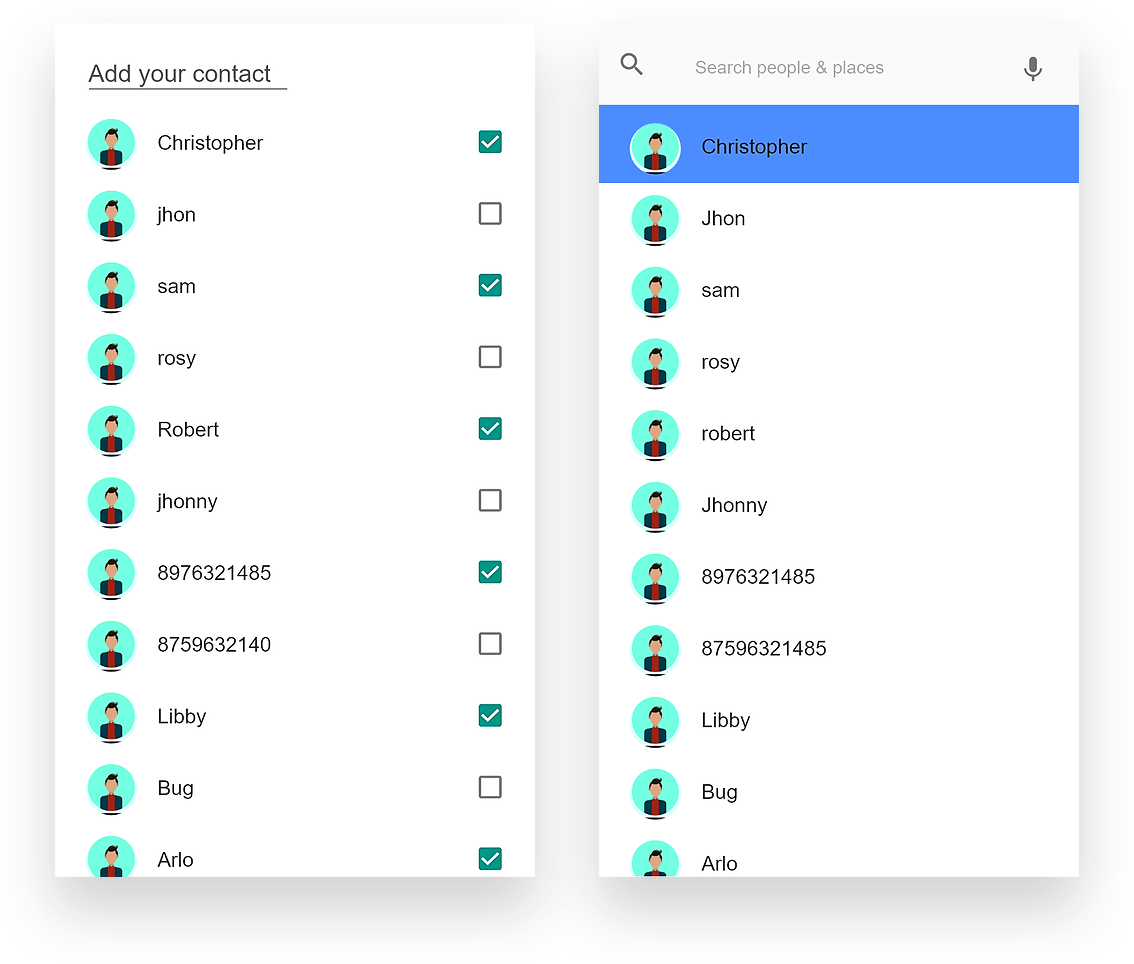 Add your contact
Christopher
jhon
sam
rosy
Robert
jhonny
8976321485
8759632140
Libby
Bug
Arlo
Search people & places
Christopher
Jhon
sam
rosy
robert
Jhonny
8976321485
87596321485
Libby
Bug
Arlo